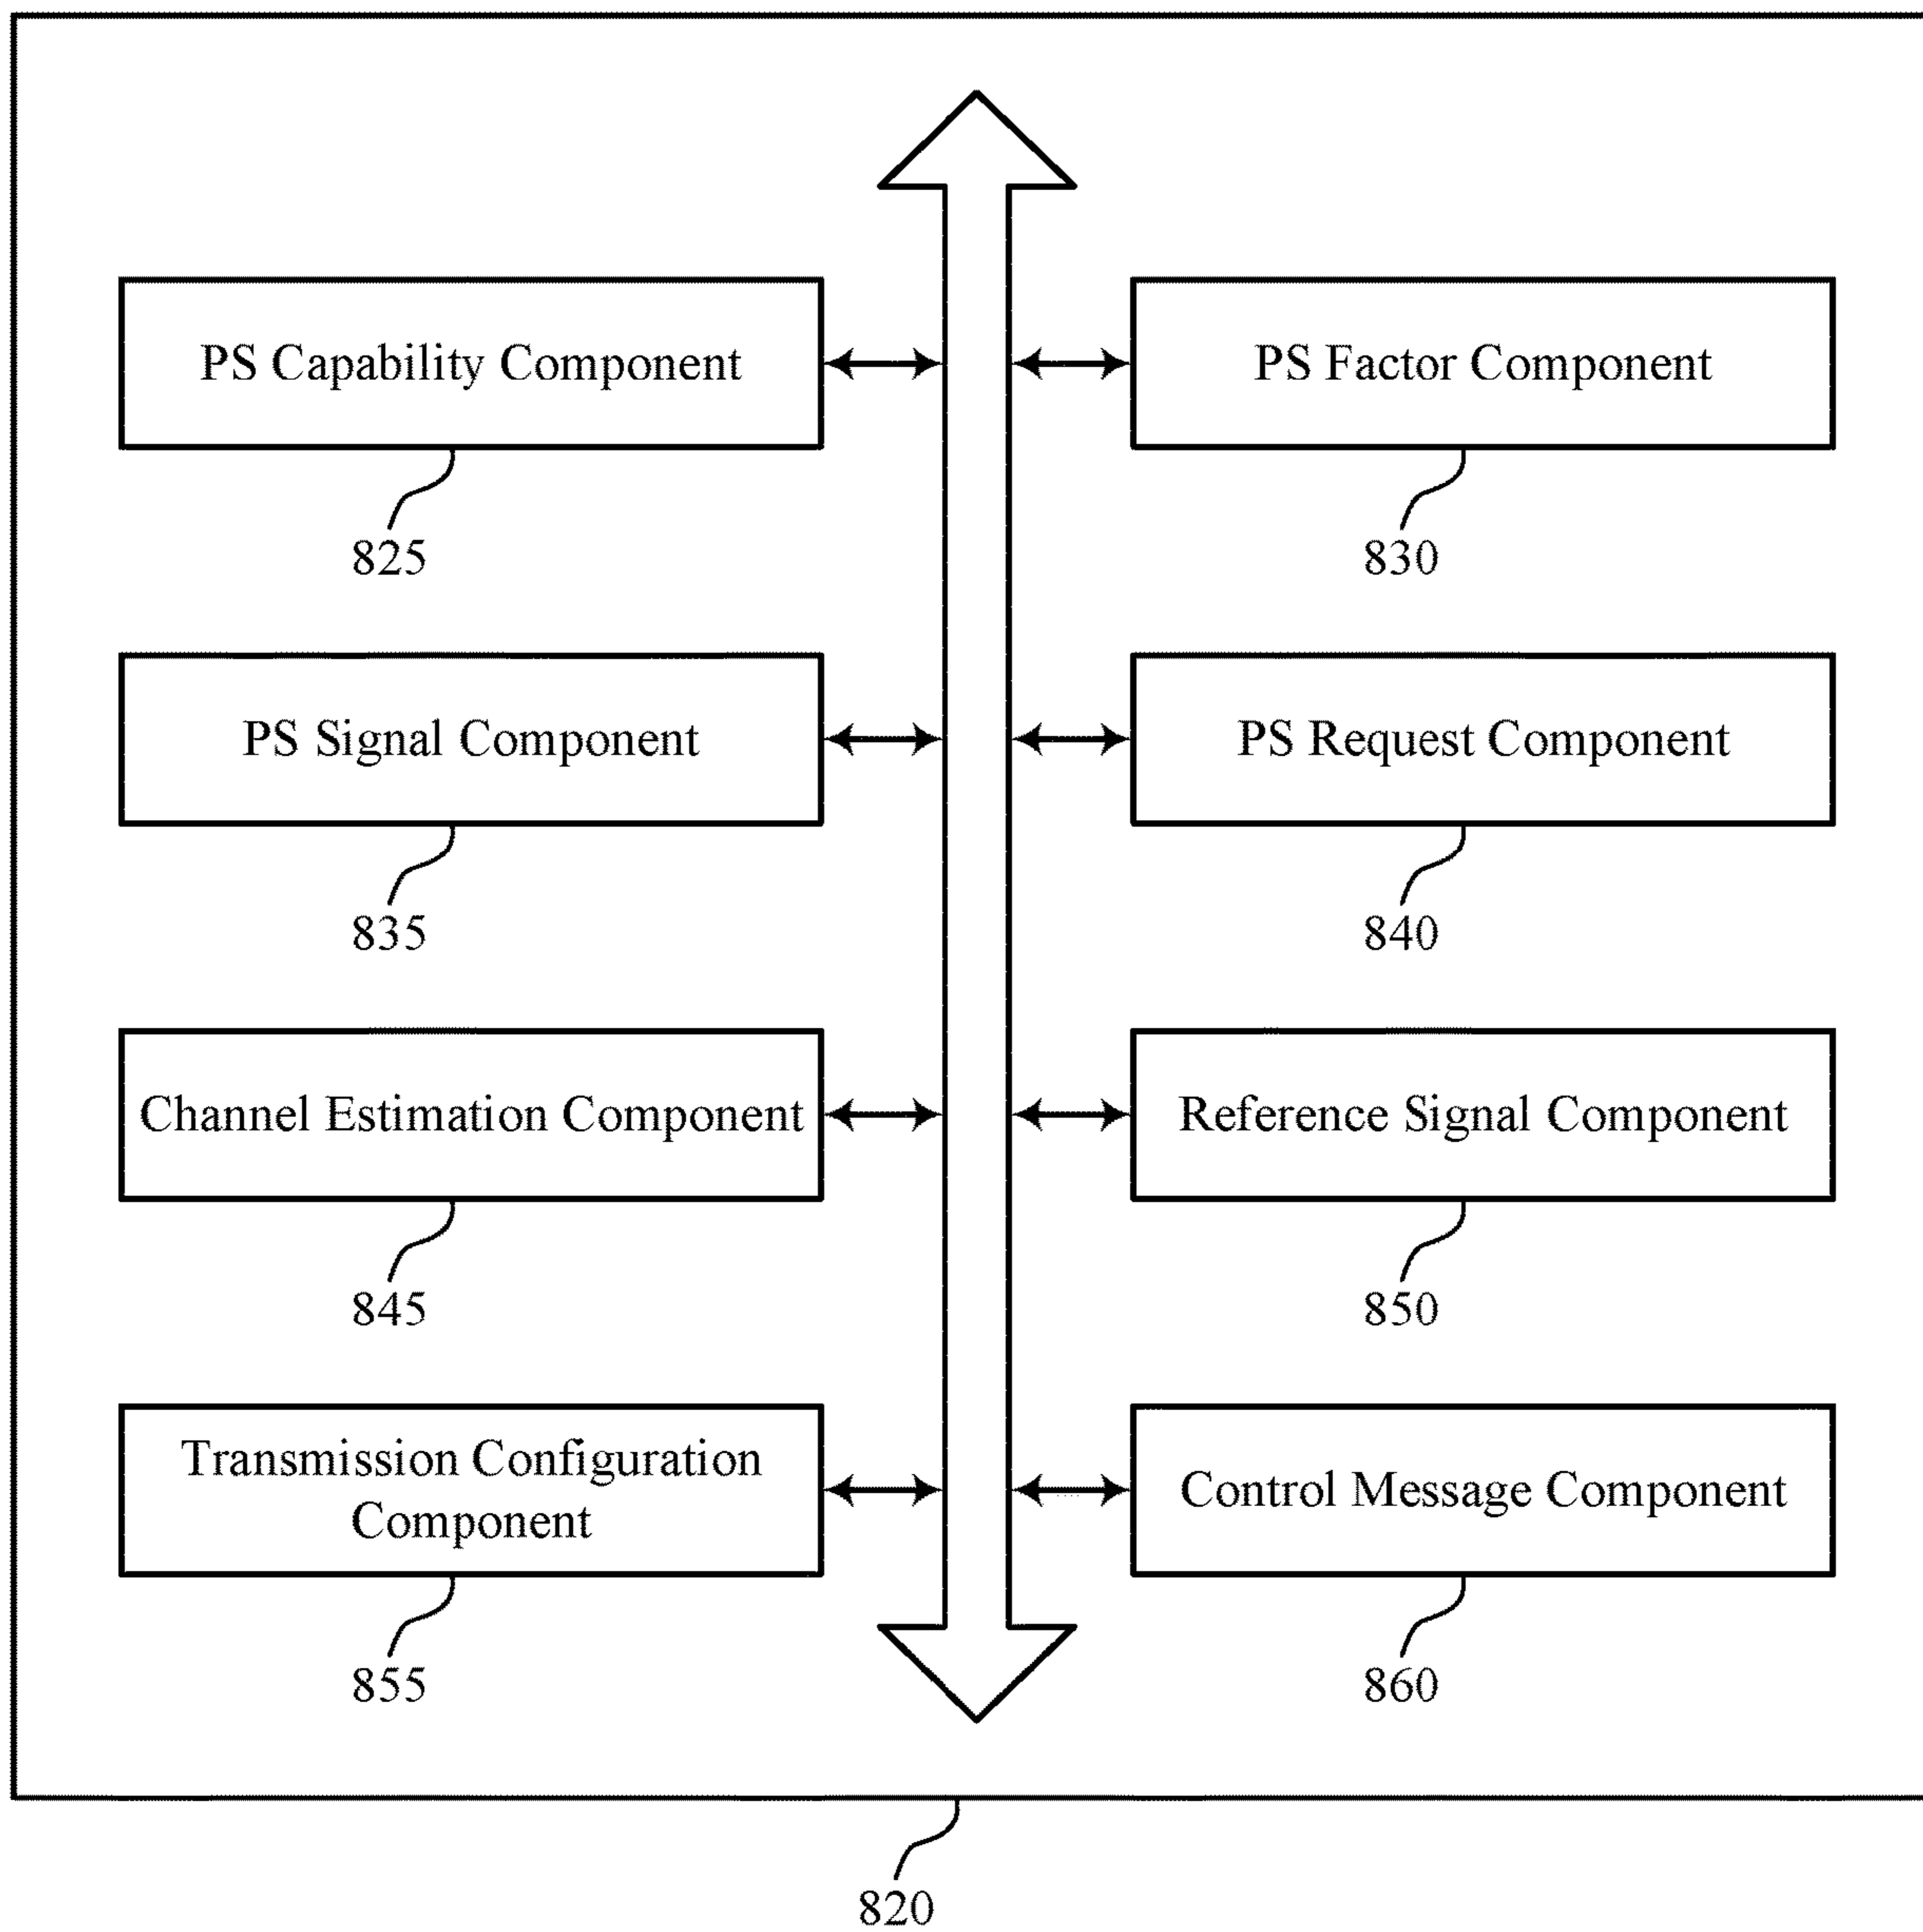 PS Capability Component
PS Factor Component
825
830
PS Signal Component
PS Request Component
835
840
Channel Estimation Component
Reference Signal Component
845
850
Transmission Configuration
Component
Control Message Component
855
860
820